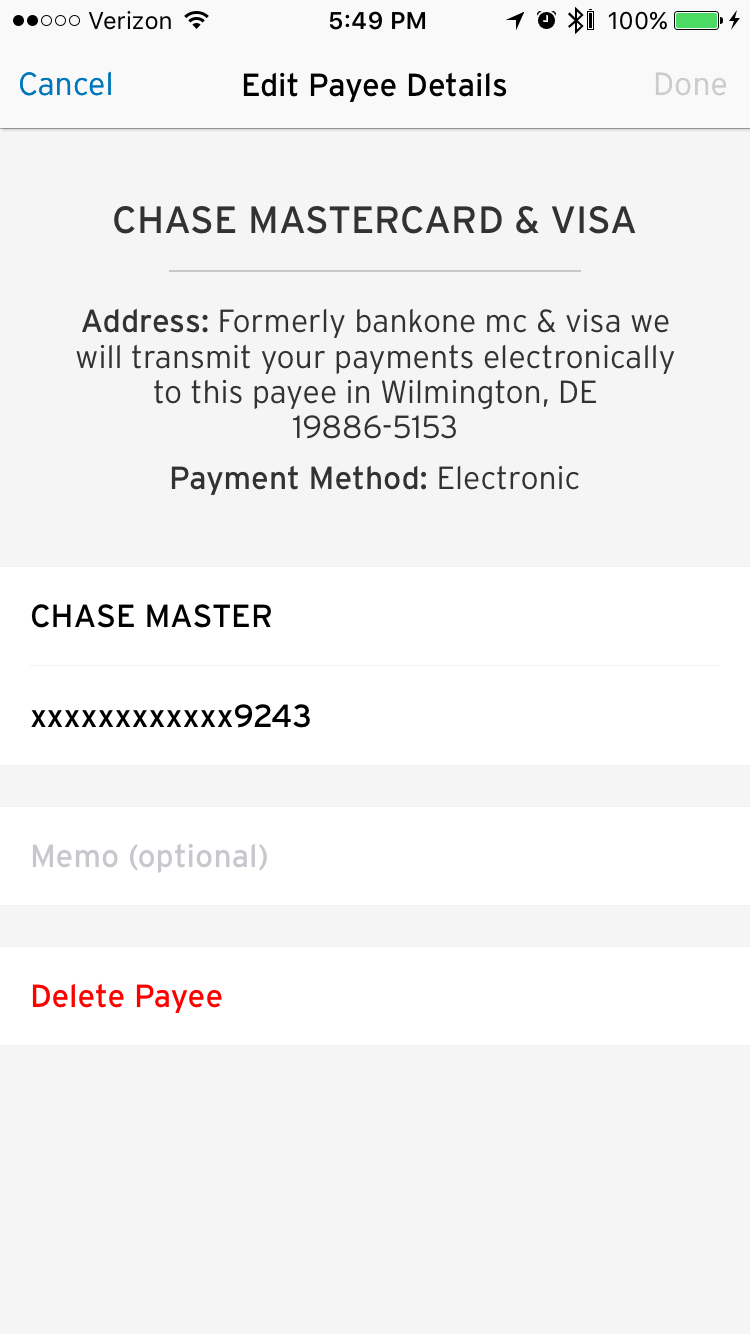 Verizon 5:49 PM 100%
Cancel Edit Payee Details Done
CHASE MASTERCARD & VISA
Address: Formerly bankone mc & visa we
will transmit your payments electronically
to this payee in Wilmington, DE
19886-5153
Payment Method: Electronic
CHASE MASTER
xxxxxxxxxxxx9243
Memo (optional)
Delete Payee